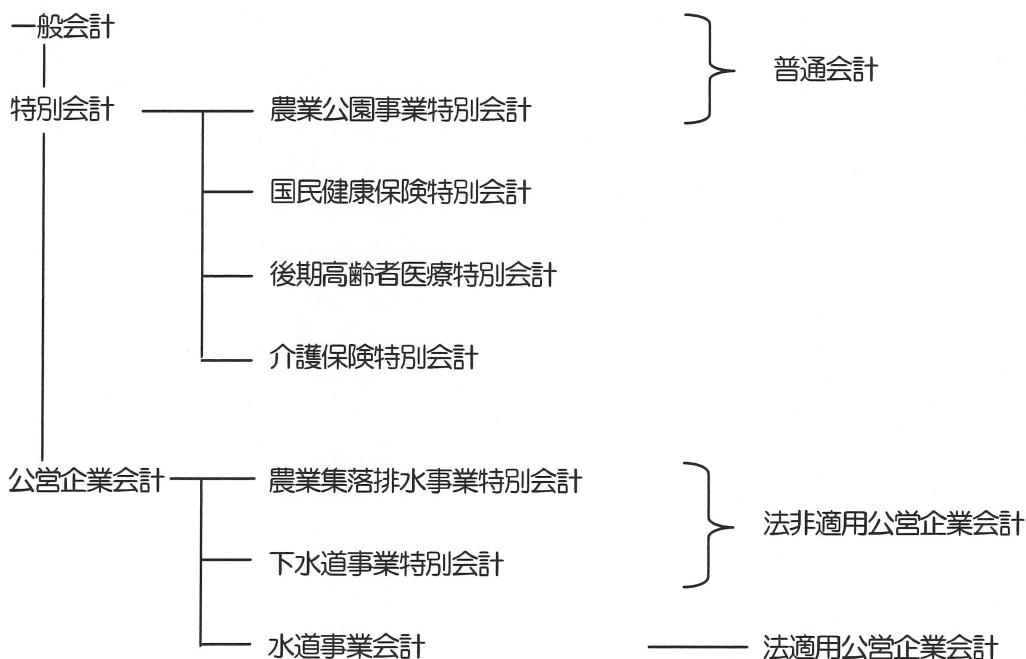 一般会計
普通会計
特別会計
農業公園事業特別会計
国民健康保険特別会計
後期高齢者医療特別会計
介護保険特別会計
公営企業会計
農業集落排水事業特別会計
法非適用公営企業会計
下水道事業特別会計
水道事業会計
法適用公営企業会計